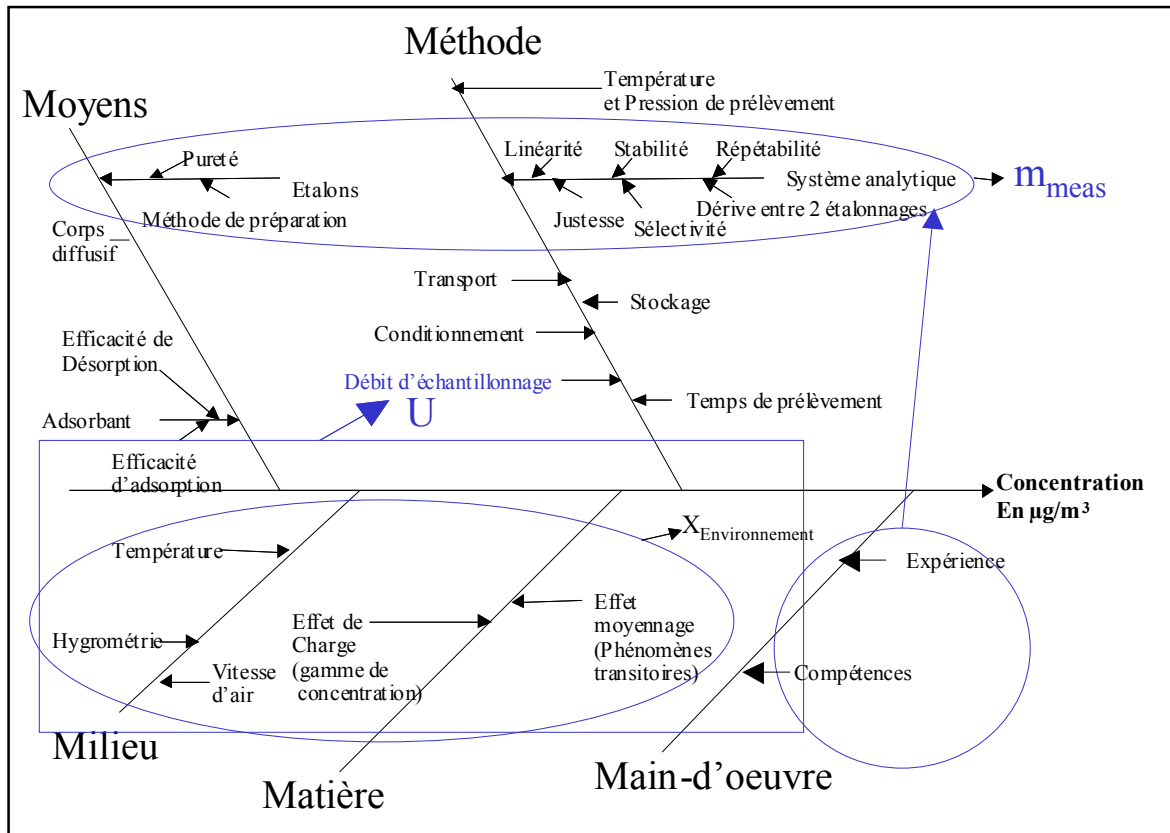 Méthode
Température
et Pression de prélèvement
Moyens
Linéarité
Stabilité
Répétabilité
Pureté
Etalons
Système analytique
m meas
Méthode de préparation
Justesse
Sélectivité
Dérive entre 2 étalonnages
Corps
diffusif
Transport
Stockage
Conditionnement
Efficacité de
Désorption
Débit d’échantillonnage
U
Temps de prélèvement
Adsorbant
Efficacité
d’adsorption
Concentration
En µg/m³
X Environnement
Température
Expérience
Effet de
Charge
(gamme de
concentration)
Effet
moyennage
(Phénomènes
transitoires)
Hygrométrie
Vitesse
d’air
Compétences
Milieu
Matière
Main-d’oeuvre